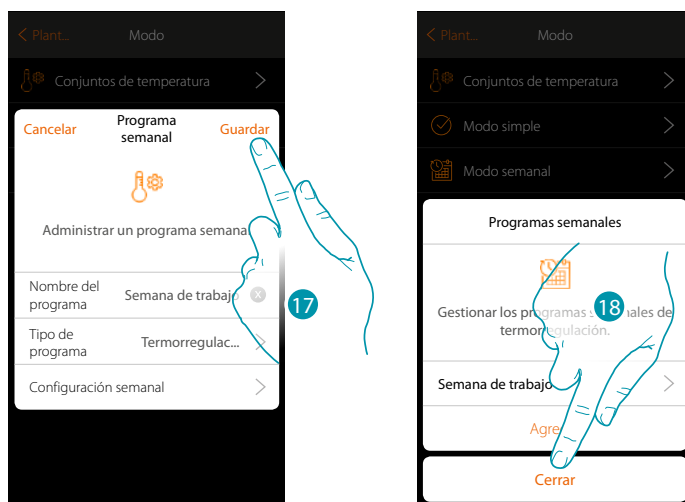 < Plant... Modo
Conjuntos de temperatura
Cancelar Programa semanal Guardar
Administrar un programa semana
Nombre del programa Semana de trabajo
Tipo de programa Termorregulac...
Configuración semanal
17
< Plant... Modo
Conjuntos de temperatura
Modo simple
Modo semanal
Programas semanales
Gestionar los programas s ales de
termorregulación.
18
Semana de trabajo
Agre
Cerrar